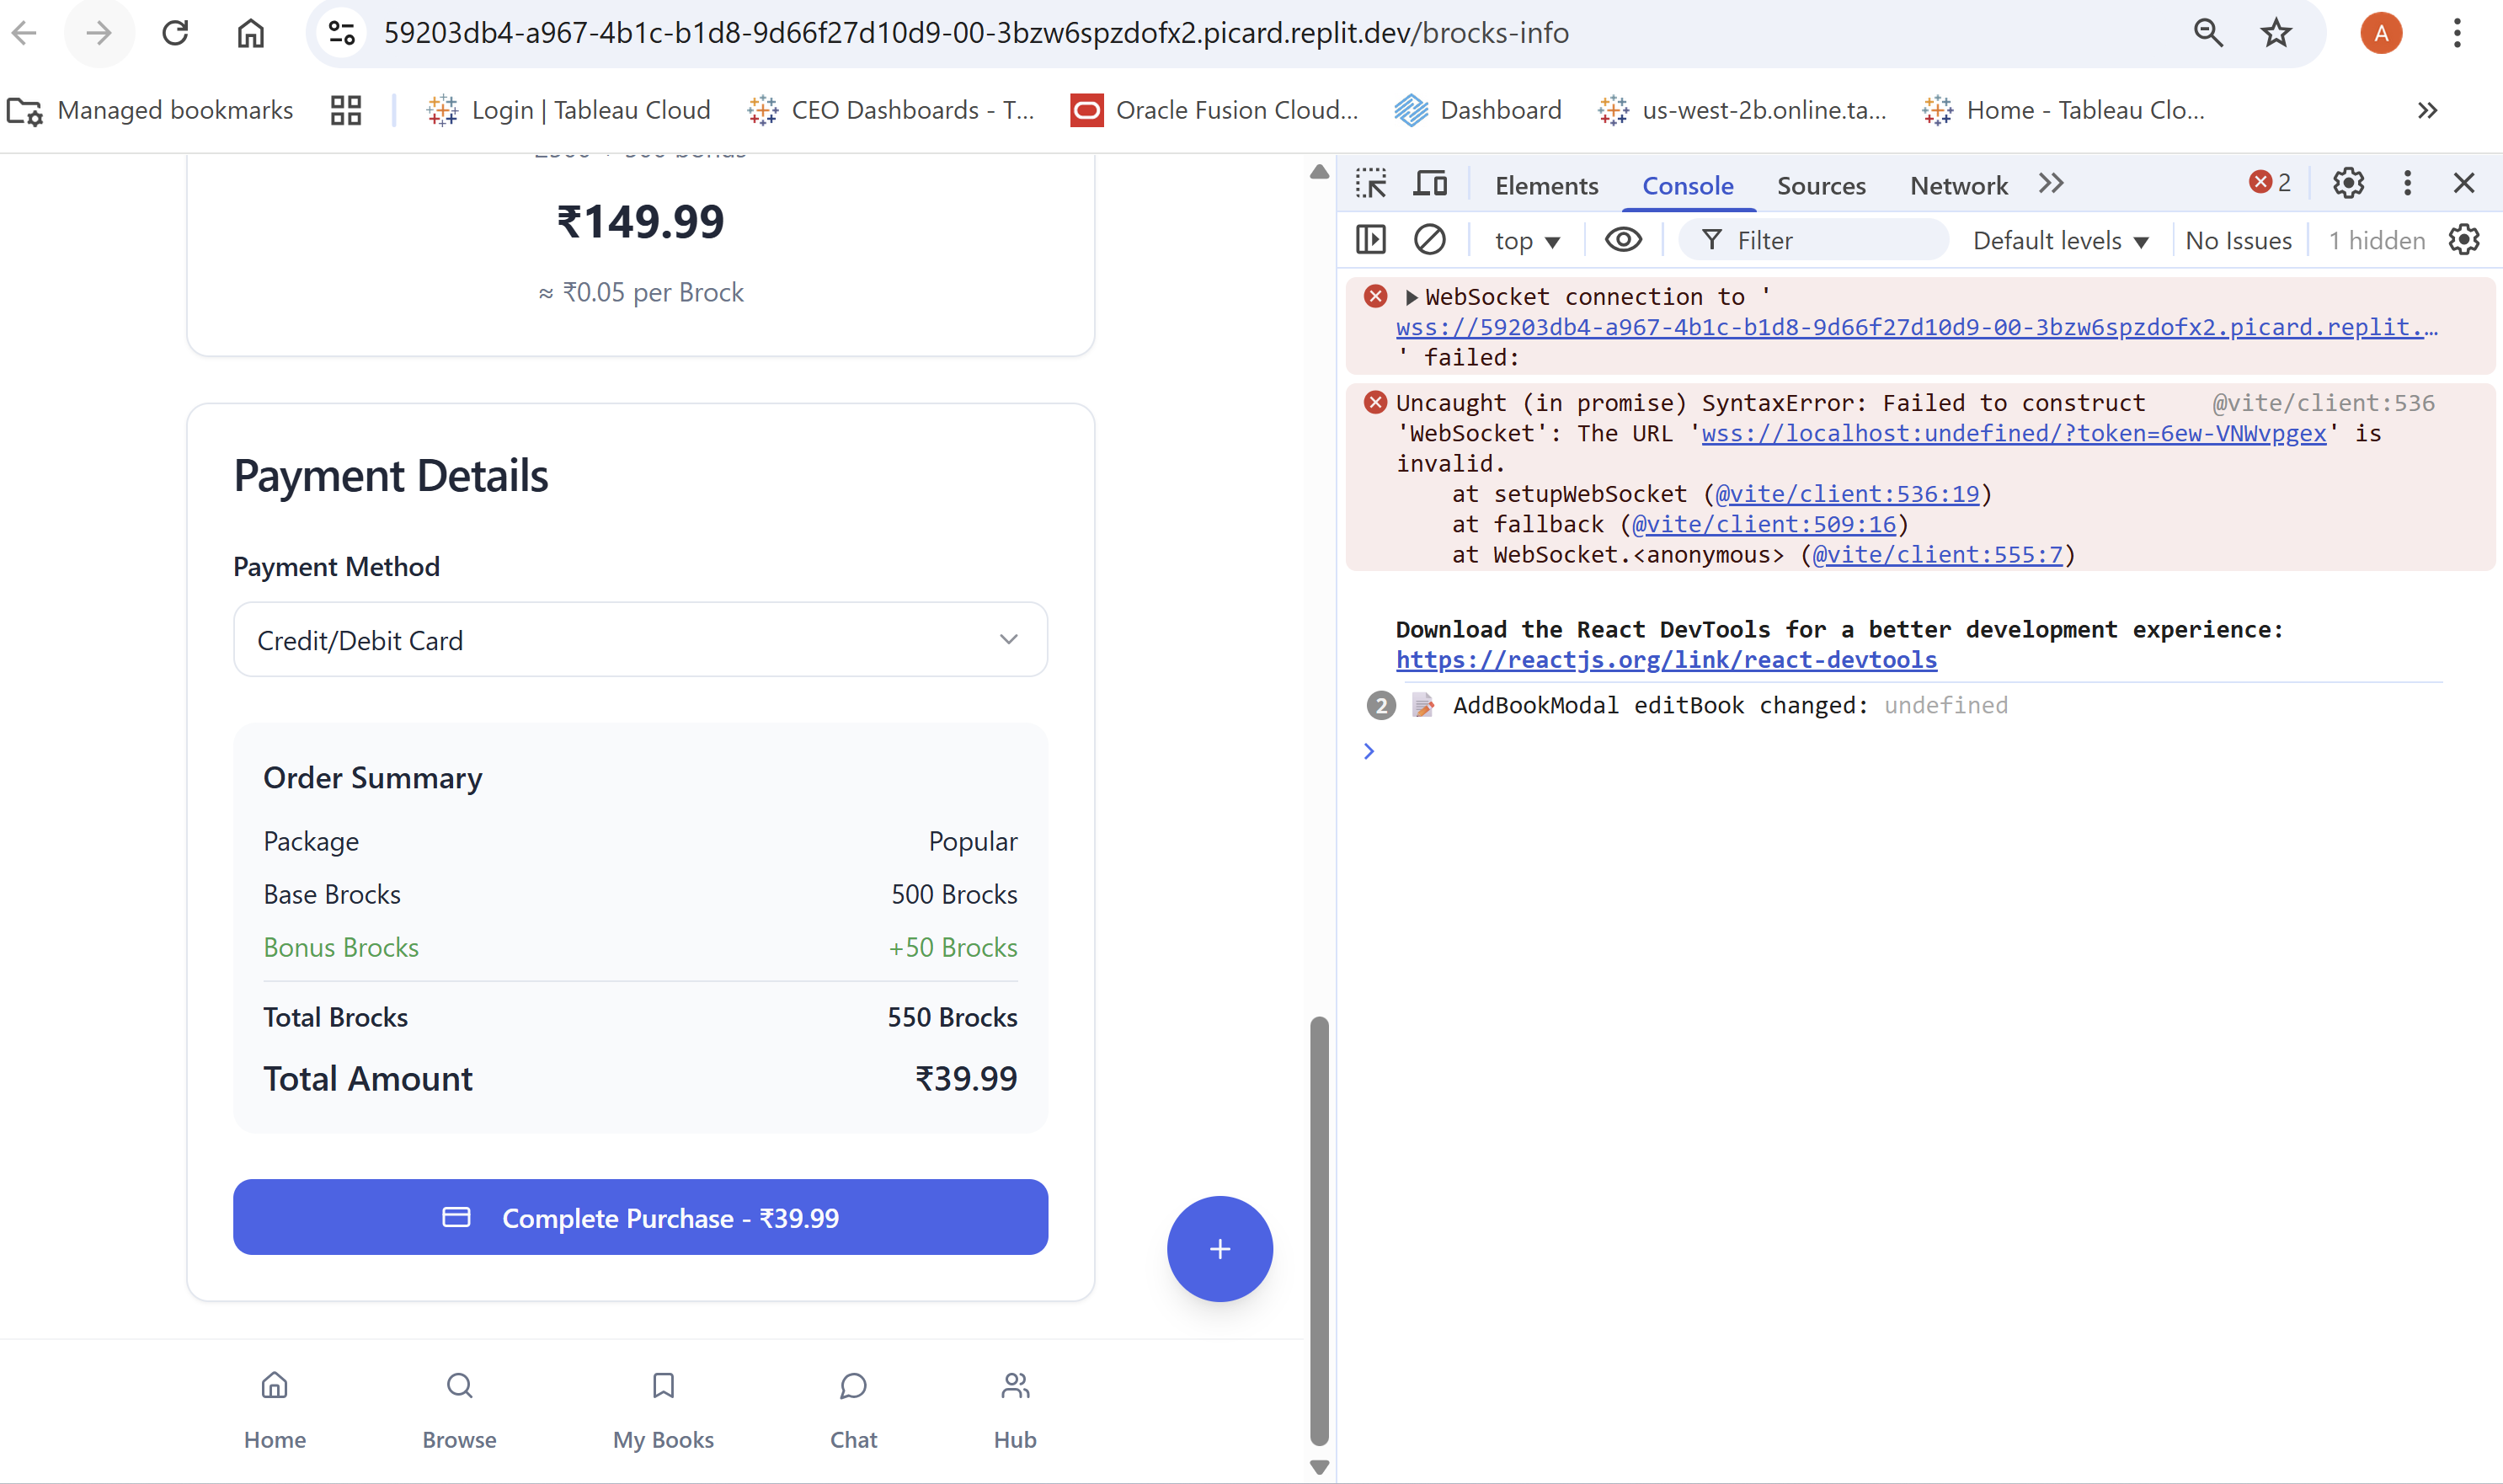 59203db4-a967-4b1c-b1d8-9d66f27d10d9-00-3bzw6spzdofx2.picard.replit.dev/brocks-info
A
Managed bookmarks
Login | Tableau Cloud
CEO Dashboards - T...
Oracle Fusion Cloud...
Dashboard
us-west-2b.online.ta...
Home - Tableau Clo...
₹149.99
≈ ₹0.05 per Brock
Payment Details
Payment Method
Credit/Debit Card
Order Summary
Package Popular
Base Brocks 500 Brocks
Bonus Brocks +50 Brocks
Total Brocks 550 Brocks
Total Amount ₹39.99
Complete Purchase - ₹39.99
+
Home
Browse
My Books
Chat
Hub
Elements
Console
Sources
Network
2
top
Filter
Default levels
No Issues
1 hidden
WebSocket connection to '
wss://59203db4-a967-4b1c-b1d8-9d66f27d10d9-00-3bzw6spzdofx2.picard.replit.…
' failed:
Uncaught (in promise) SyntaxError: Failed to construct @vite/client:536
'WebSocket': The URL 'wss://localhost:undefined/?token=6ew-VNWvpgex' is
invalid.
at setupWebSocket (@vite/client:536:19)
at fallback (@vite/client:509:16)
at WebSocket.<anonymous> (@vite/client:555:7)
Download the React DevTools for a better development experience:
https://reactjs.org/link/react-devtools
2 📝 AddBookModal editBook changed: undefined